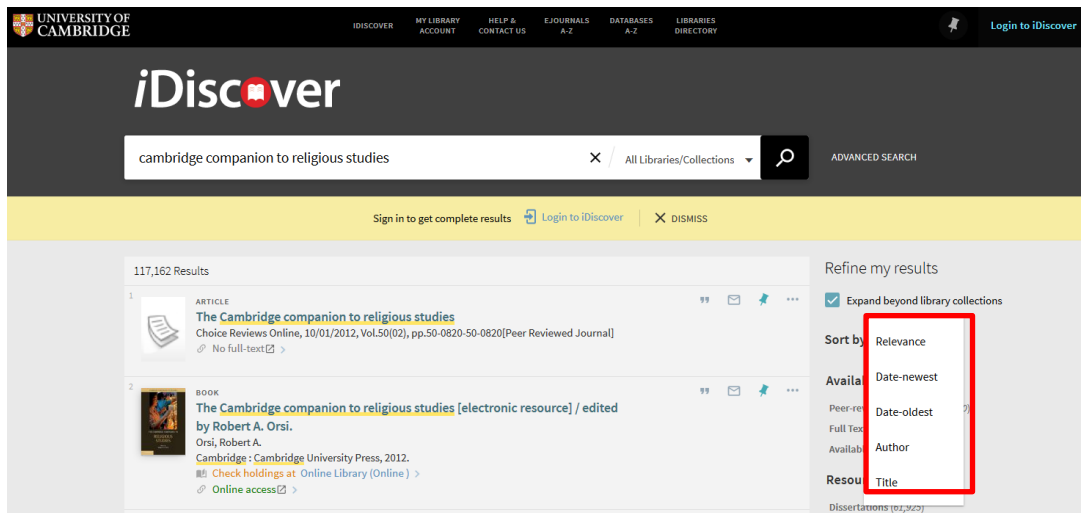 UNIVERSITY OF
CAMBRIDGE
IDISCOVER
MY LIBRARY
ACCOUNT
HELP &
CONTACT US
EJOURNALS
A-Z
DATABASES
A-Z
LIBRARIES
DIRECTORY
Login to iDiscover
iDiscover
cambridge companion to religious studies
All Libraries/Collections
ADVANCED SEARCH
Sign in to get complete results Login to iDiscover DISMISS
117,162 Results
1
ARTICLE
The Cambridge companion to religious studies
Choice Reviews Online, 10/01/2012, Vol.50(02), pp.50-0820-50-0820[Peer Reviewed Journal]
No full-text
2
BOOK
The Cambridge companion to religious studies [electronic resource] / edited
by Robert A. Orsi.
Orsi, Robert A.
Cambridge : Cambridge University Press, 2012.
Check holdings at Online Library (Online )
Online access
Refine my results
Expand beyond library collections
Sort by
Relevance
Date-newest
Date-oldest
Author
Title
Full Tex
Dissertations (61,925)